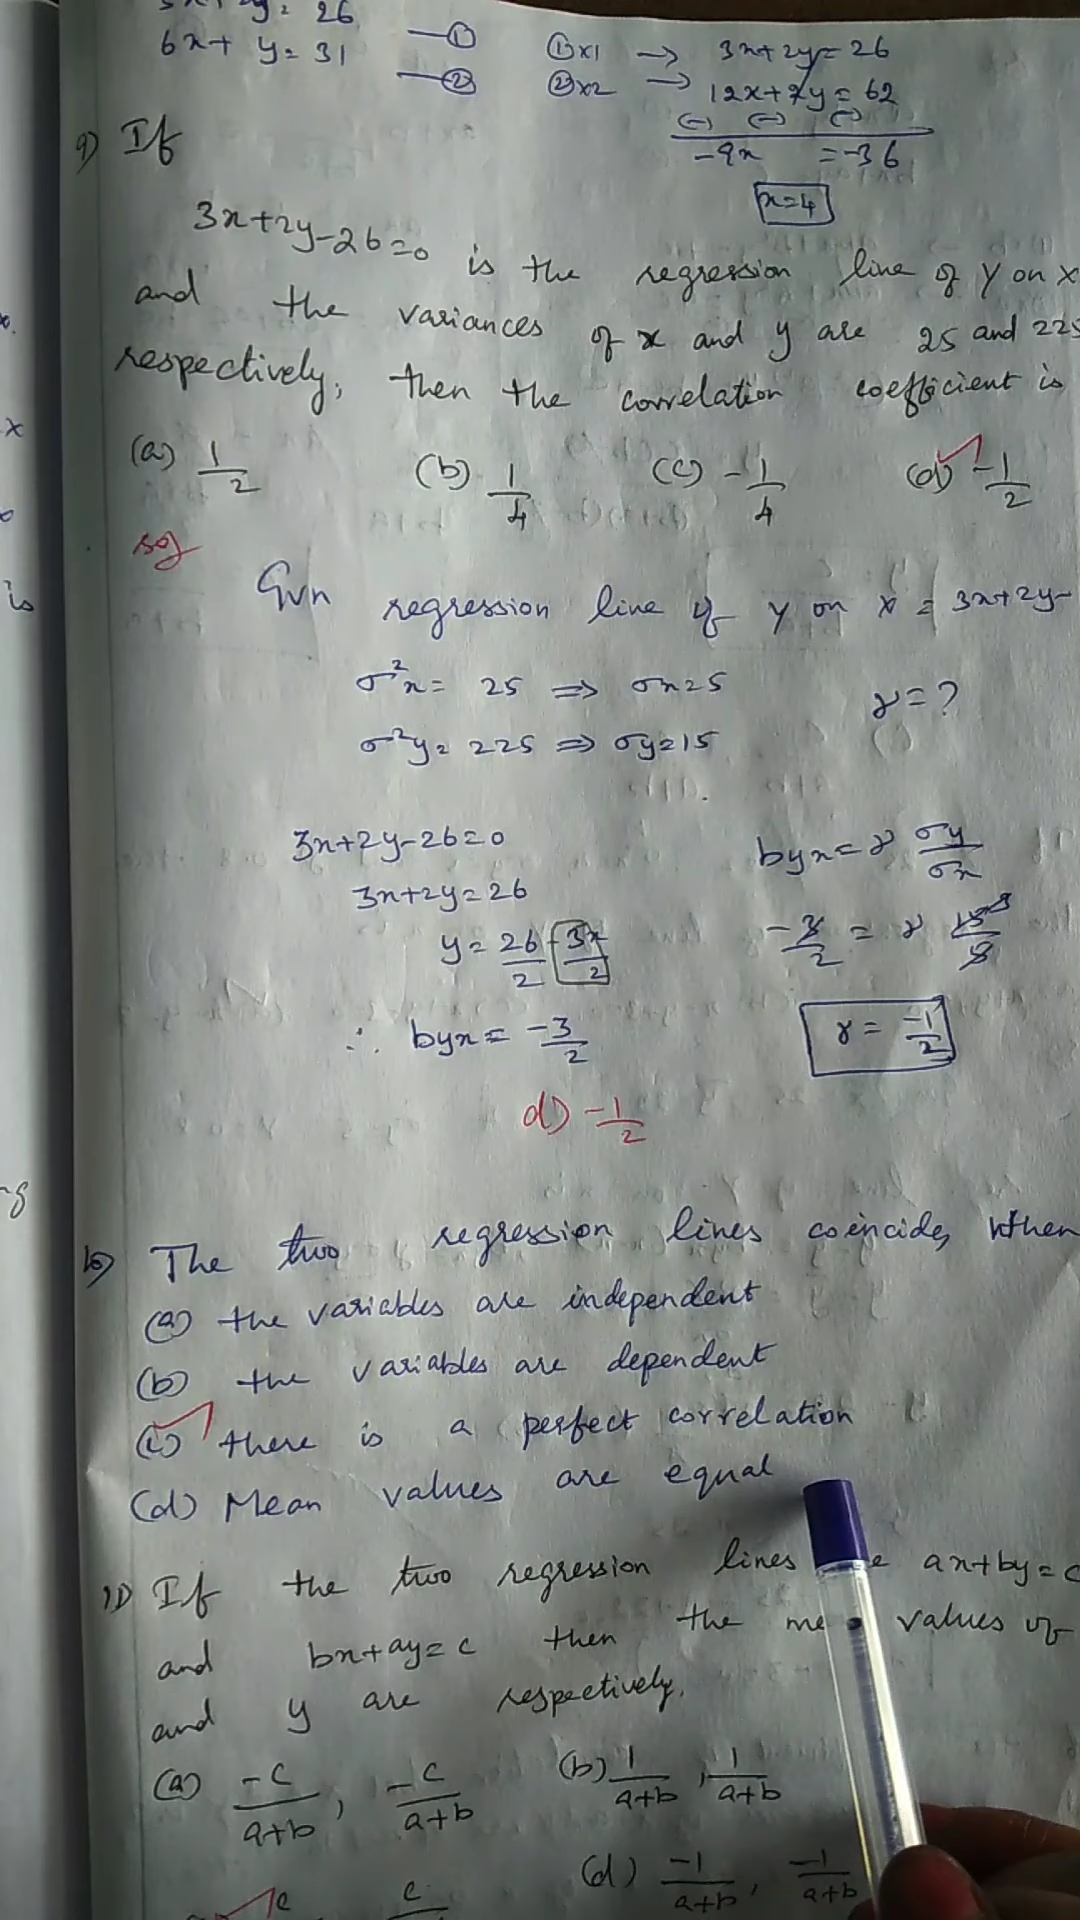 6x + y = 31 —① ①x1 → 3x+2y=26
—② ②x2 → 12x+2y=62
(-) (-) (-)
-9x = -36
x=4
9) If
3x+2y-26=0 is the regression line of y on x
and the variances of x and y are 25 and 225
respectively, then the correlation coefficient is
(a) 1/2 (b) 1/4 (c) -1/4 (d) -1/2
sol
Gvn regression line of y on x = 3x+2y-
σ²x = 25 ⇒ σx=5
σ²y = 225 ⇒ σy=15
γ=?
3x+2y-26=0
3x+2y=26
y = 26/2 - 3x/2
∴ byx = -3/2
byx = γ σy/σx
-3/2 = γ 15 3/5
γ = -1/2
d) -1/2
10) The two regression lines coincide, when
(a) the variables are independent
(b) the variables are dependent
(c) there is a perfect correlation
(d) Mean values are equal
11) If the two regression lines ax+by=c
and bx+ay=c then the values of
and y are respectively.
(a) -c/a+b, -c/a+b (b) 1/a+b, 1/a+b
c c (d) -1/a+b, -1/a+b